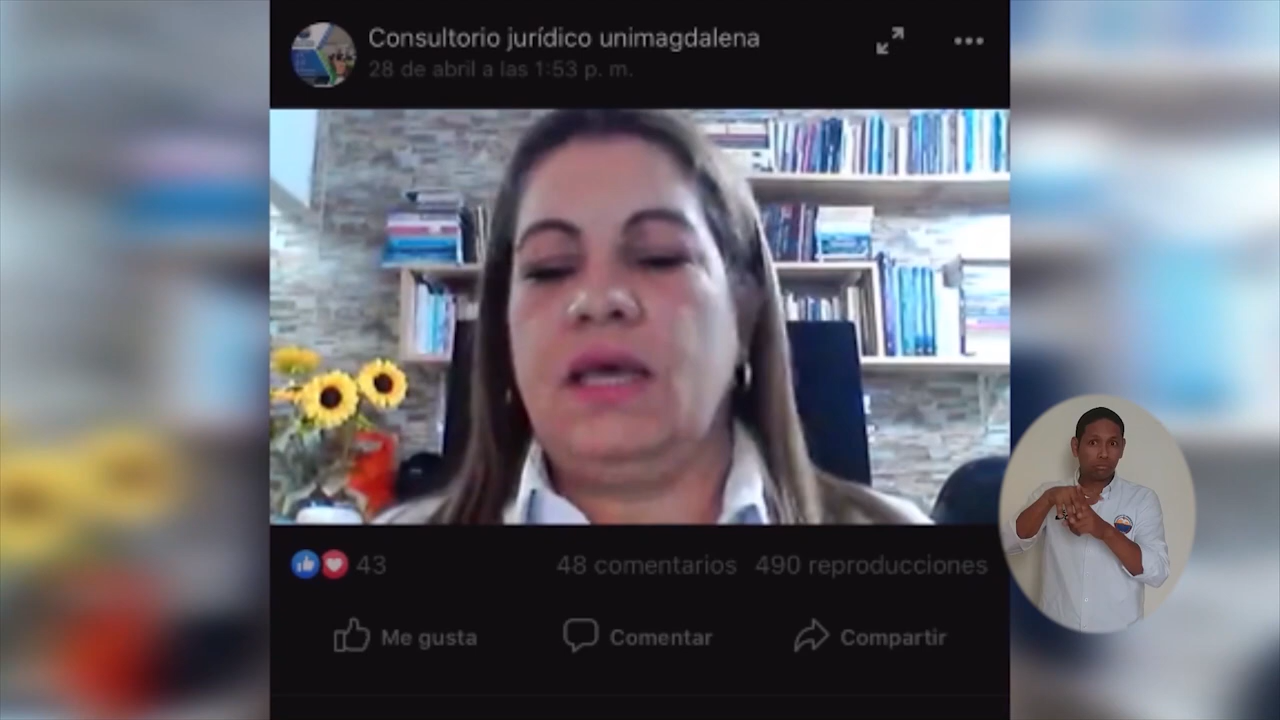 Consultorio jurídico unimagdalena
28 de abril a las 1:53 p. m.
43
48 comentarios
490 reproducciones
Me gusta
Comentar
Compartir